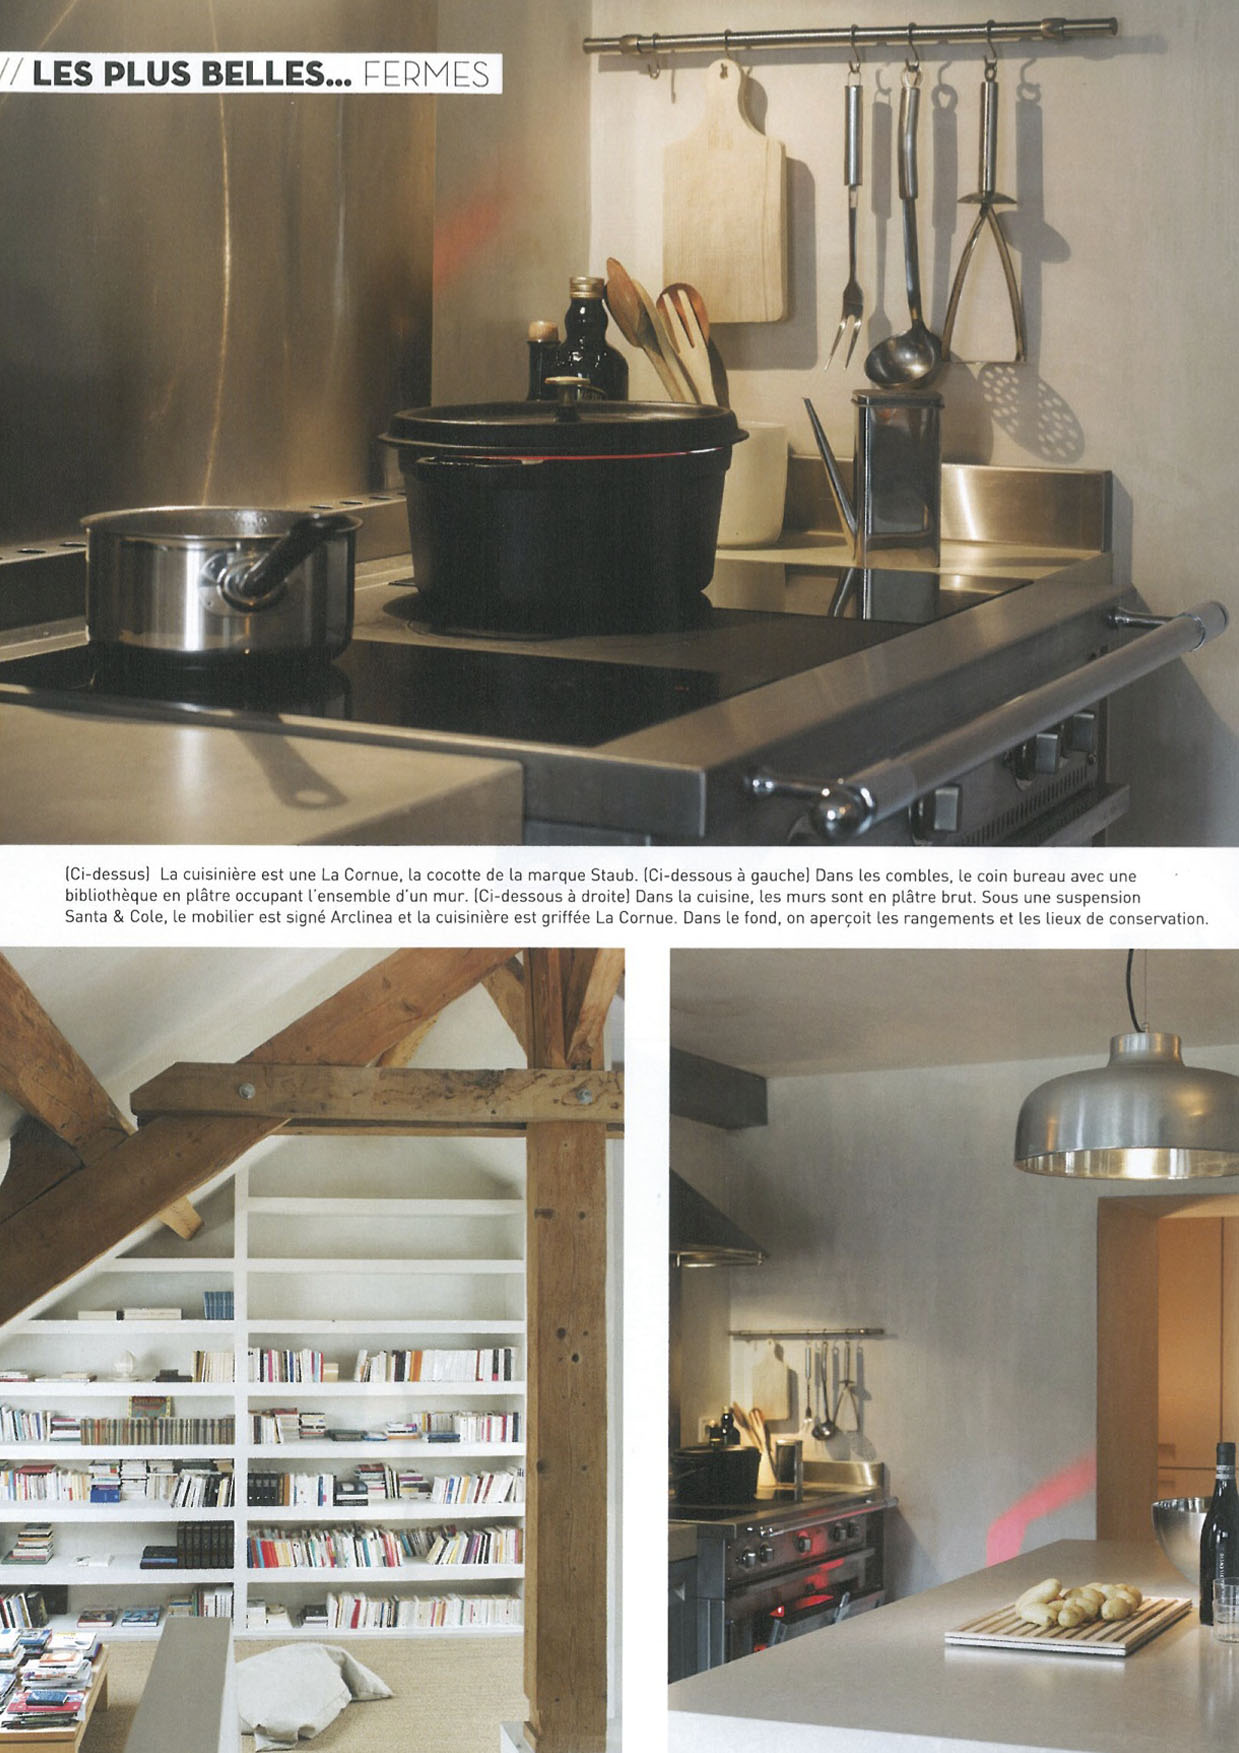 // LES PLUS BELLES... FERMES
(Ci-dessus) La cuisinière est une La Cornue, la cocotte de la marque Staub. (Ci-dessous à gauche) Dans les combles, le coin bureau avec une
bibliothèque en plâtre occupant l'ensemble d'un mur. (Ci-dessous à droite) Dans la cuisine, les murs sont en plâtre brut. Sous une suspension
Santa & Cole, le mobilier est signé Arclinea et la cuisinière est griffée La Cornue. Dans le fond, on aperçoit les rangements et les lieux de conservation.